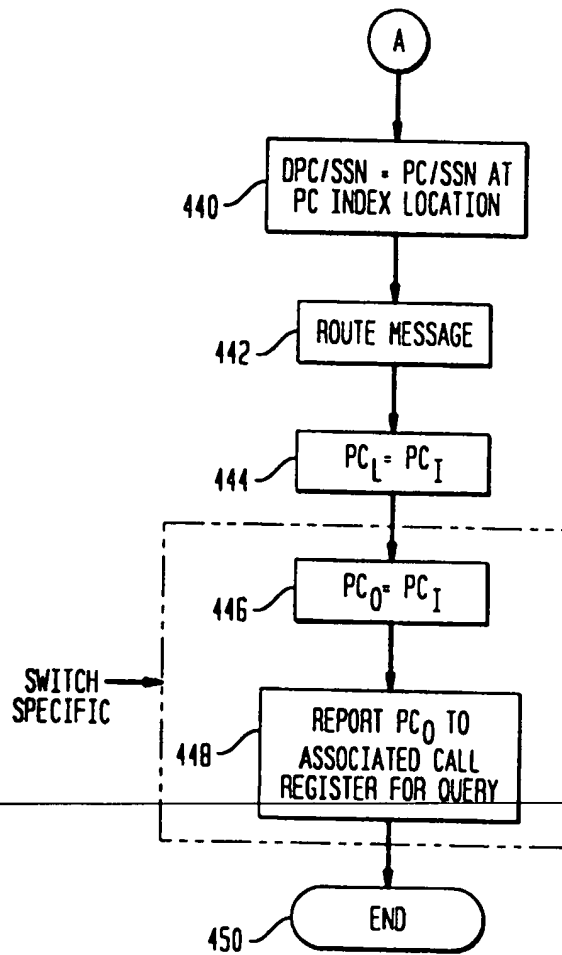 A
DPC/SSN = PC/SSN AT
PC INDEX LOCATION
440
ROUTE MESSAGE
442
PC_L = PC_I
444
PC_O = PC_I
446
SWITCH
SPECIFIC
REPORT PC_O TO
ASSOCIATED CALL
REGISTER FOR QUERY
448
END
450